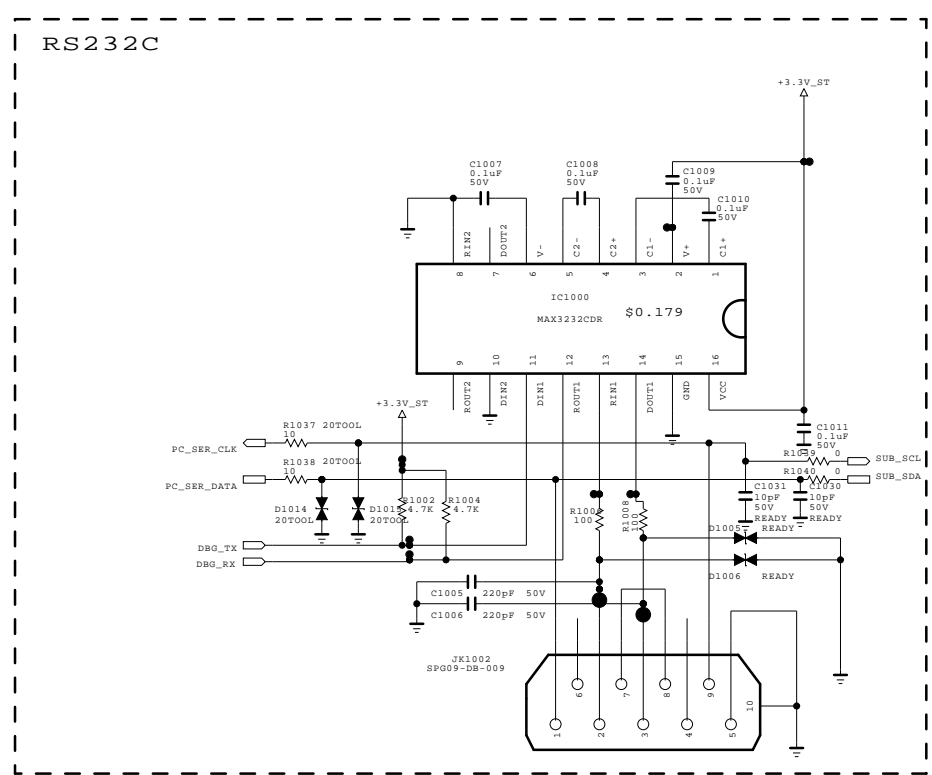 RS232C
+3.3V_ST
C1007
0.1uF
50V
C1008
0.1uF
50V
C1009
0.1uF
50V
C1010
0.1uF
50V
RIN2
DOUT2
V-
C2-
C2+
C1-
V+
C1+
8
7
6
5
4
3
2
1
IC1000
MAX3232CDR
$0.179
9
10
11
12
13
14
15
16
ROUT2
DIN2
DIN1
ROUT1
RIN1
DOUT1
GND
VCC
+3.3V_ST
R1037 20TOOL
10
PC_SER_CLK
R1038 20TOOL
10
PC_SER_DATA
C1011
0.1uF
50V
R1039 0
SUB_SCL
R1040 0
SUB_SDA
D1014
20TOOL
D1015
20TOOL
R1002
4.7K
R1004
4.7K
100
R1008
100
C1031
10pF
50V
READY
C1030
10pF
50V
READY
D1005
READY
DBG_TX
DBG_RX
D1006 READY
C1005 220pF 50V
C1006 220pF 50V
JK1002
SPG09-DB-009
6
7
8
9
10
1
2
3
4
5